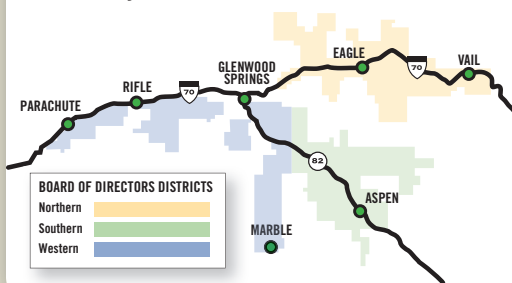 EAGLE
70
VAIL
GLENWOOD
SPRINGS
RIFLE
70
PARACHUTE
82
ASPEN
MARBLE
BOARD OF DIRECTORS DISTRICTS
Northern
Southern
Western